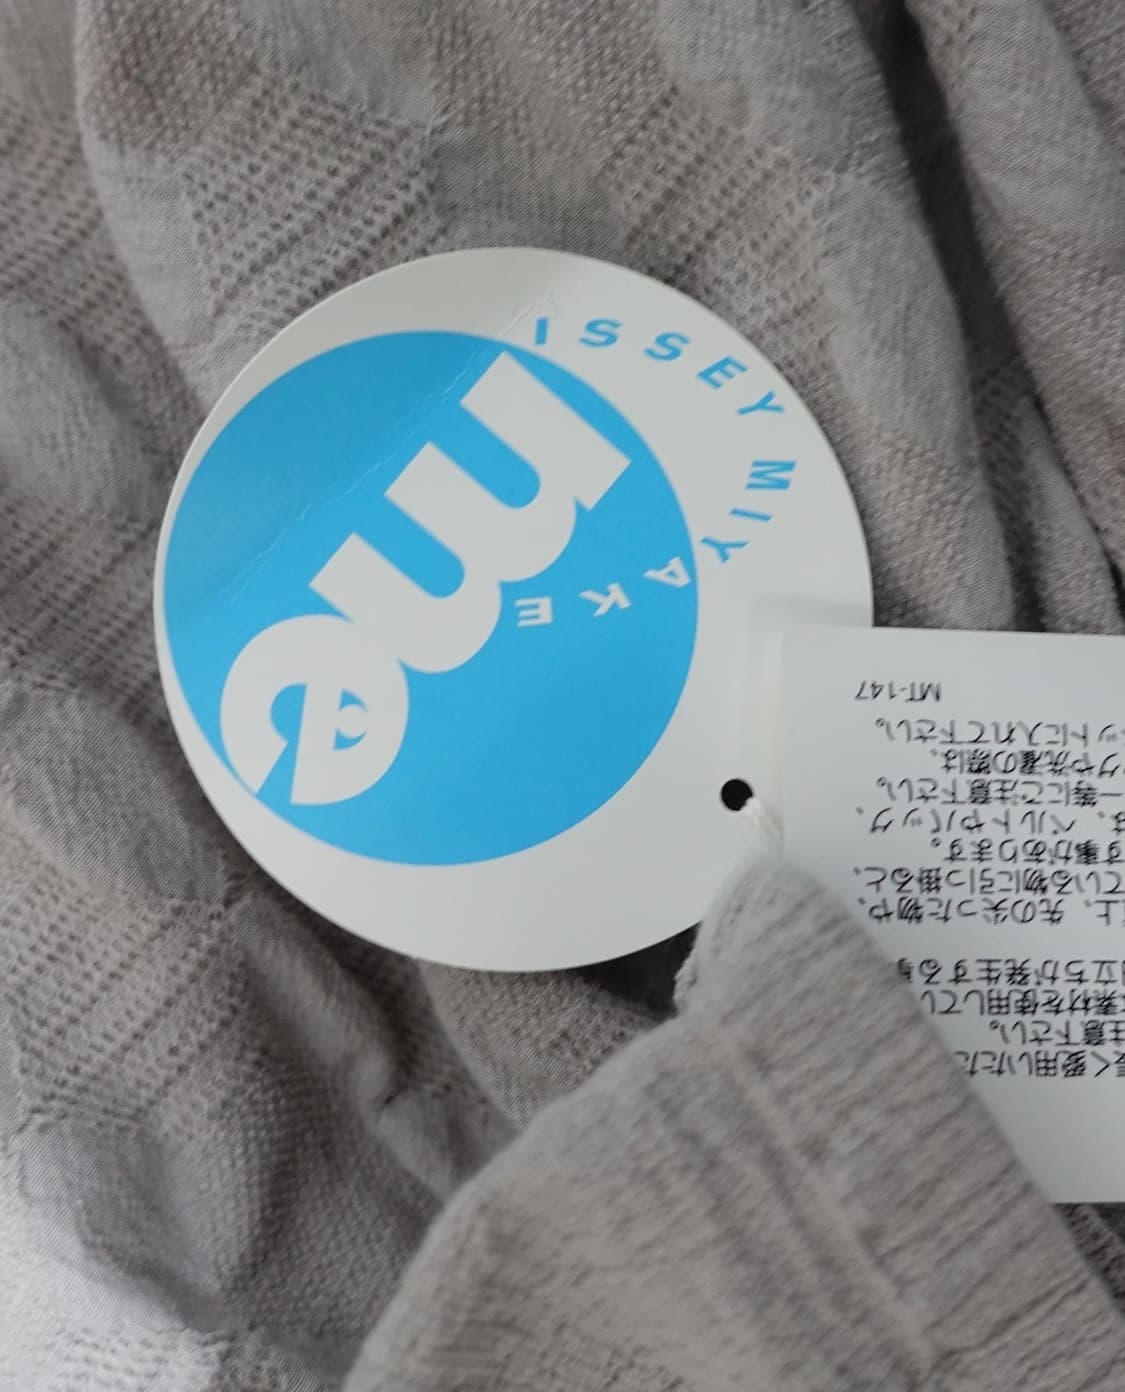 ISSEY MIYAKE
me
く愛用いただ
注意下さい。
素材を使用してい
立ちが発生する
上、先の尖った物や、
ている物に引っ掛ると、
す事があります。
は、ベルトやバッグ、
ー等にご注意下さい。
グや洗濯の際は、
ットに入れて下さい。
MT-147